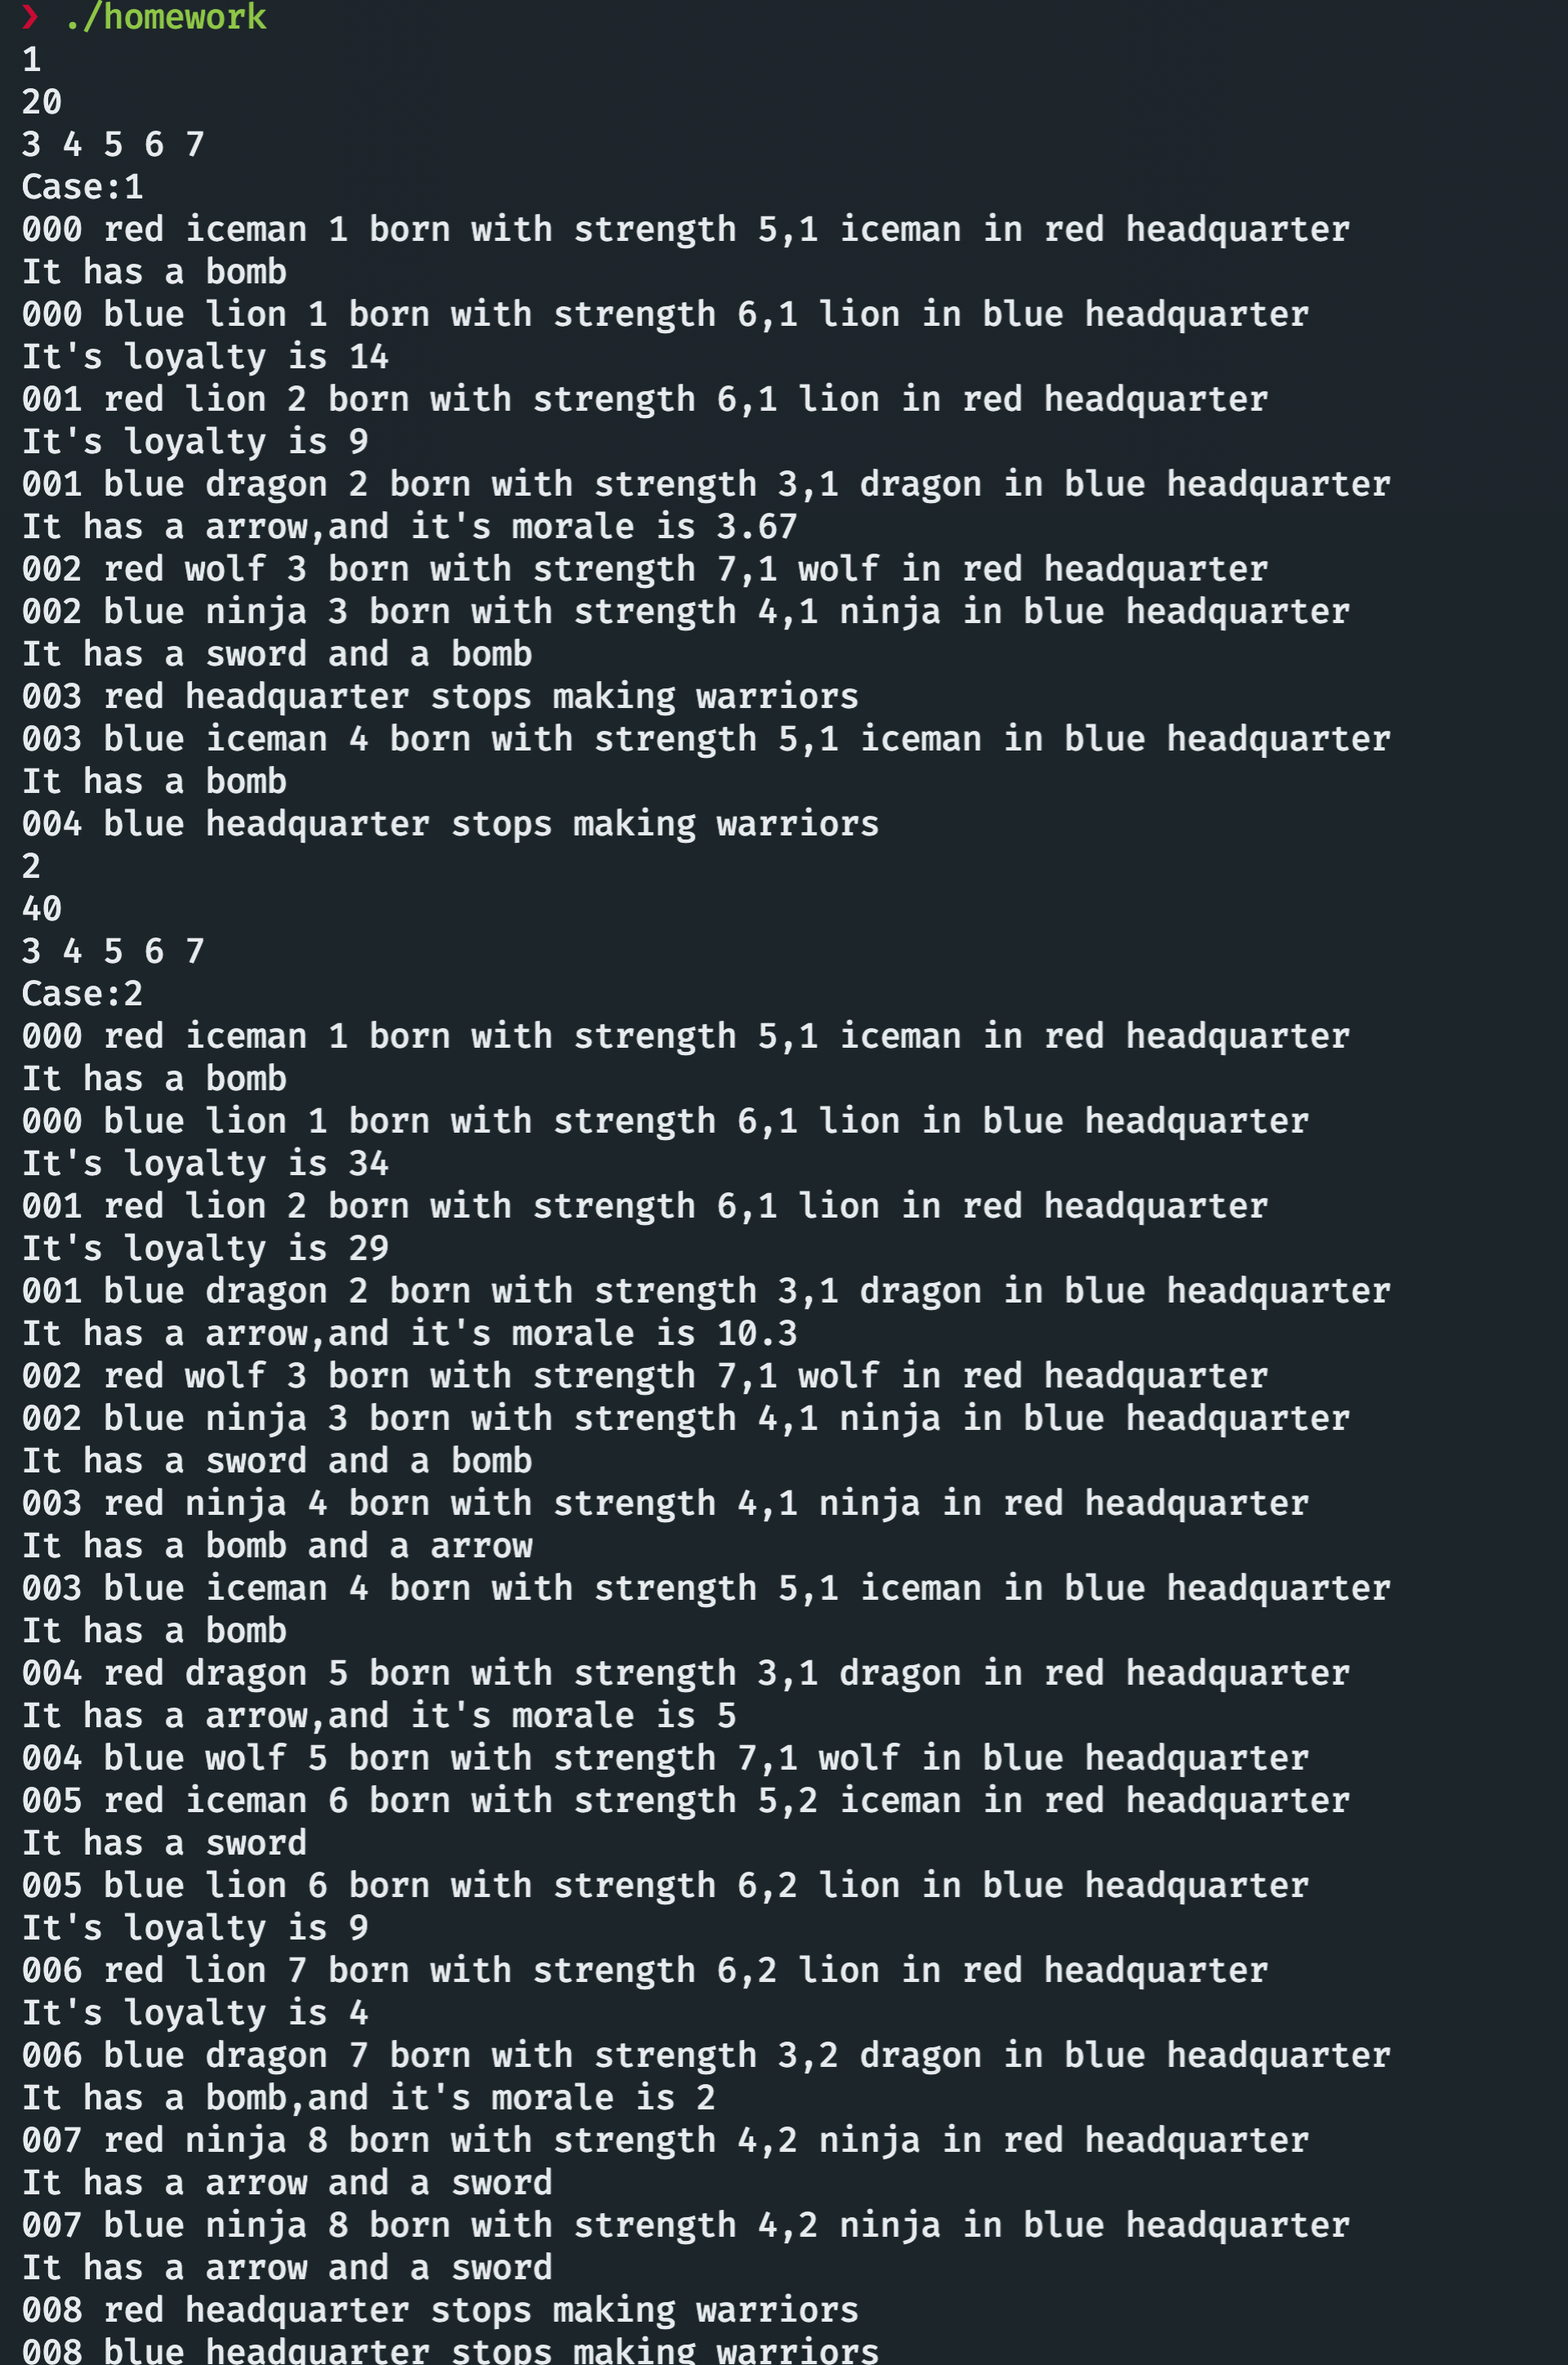 ❯ ./homework
1
20
3 4 5 6 7
Case:1
000 red iceman 1 born with strength 5,1 iceman in red headquarter
It has a bomb
000 blue lion 1 born with strength 6,1 lion in blue headquarter
It's loyalty is 14
001 red lion 2 born with strength 6,1 lion in red headquarter
It's loyalty is 9
001 blue dragon 2 born with strength 3,1 dragon in blue headquarter
It has a arrow,and it's morale is 3.67
002 red wolf 3 born with strength 7,1 wolf in red headquarter
002 blue ninja 3 born with strength 4,1 ninja in blue headquarter
It has a sword and a bomb
003 red headquarter stops making warriors
003 blue iceman 4 born with strength 5,1 iceman in blue headquarter
It has a bomb
004 blue headquarter stops making warriors
2
40
3 4 5 6 7
Case:2
000 red iceman 1 born with strength 5,1 iceman in red headquarter
It has a bomb
000 blue lion 1 born with strength 6,1 lion in blue headquarter
It's loyalty is 34
001 red lion 2 born with strength 6,1 lion in red headquarter
It's loyalty is 29
001 blue dragon 2 born with strength 3,1 dragon in blue headquarter
It has a arrow,and it's morale is 10.3
002 red wolf 3 born with strength 7,1 wolf in red headquarter
002 blue ninja 3 born with strength 4,1 ninja in blue headquarter
It has a sword and a bomb
003 red ninja 4 born with strength 4,1 ninja in red headquarter
It has a bomb and a arrow
003 blue iceman 4 born with strength 5,1 iceman in blue headquarter
It has a bomb
004 red dragon 5 born with strength 3,1 dragon in red headquarter
It has a arrow,and it's morale is 5
004 blue wolf 5 born with strength 7,1 wolf in blue headquarter
005 red iceman 6 born with strength 5,2 iceman in red headquarter
It has a sword
005 blue lion 6 born with strength 6,2 lion in blue headquarter
It's loyalty is 9
006 red lion 7 born with strength 6,2 lion in red headquarter
It's loyalty is 4
006 blue dragon 7 born with strength 3,2 dragon in blue headquarter
It has a bomb,and it's morale is 2
007 red ninja 8 born with strength 4,2 ninja in red headquarter
It has a arrow and a sword
007 blue ninja 8 born with strength 4,2 ninja in blue headquarter
It has a arrow and a sword
008 red headquarter stops making warriors
008 blue headquarter stops making warriors